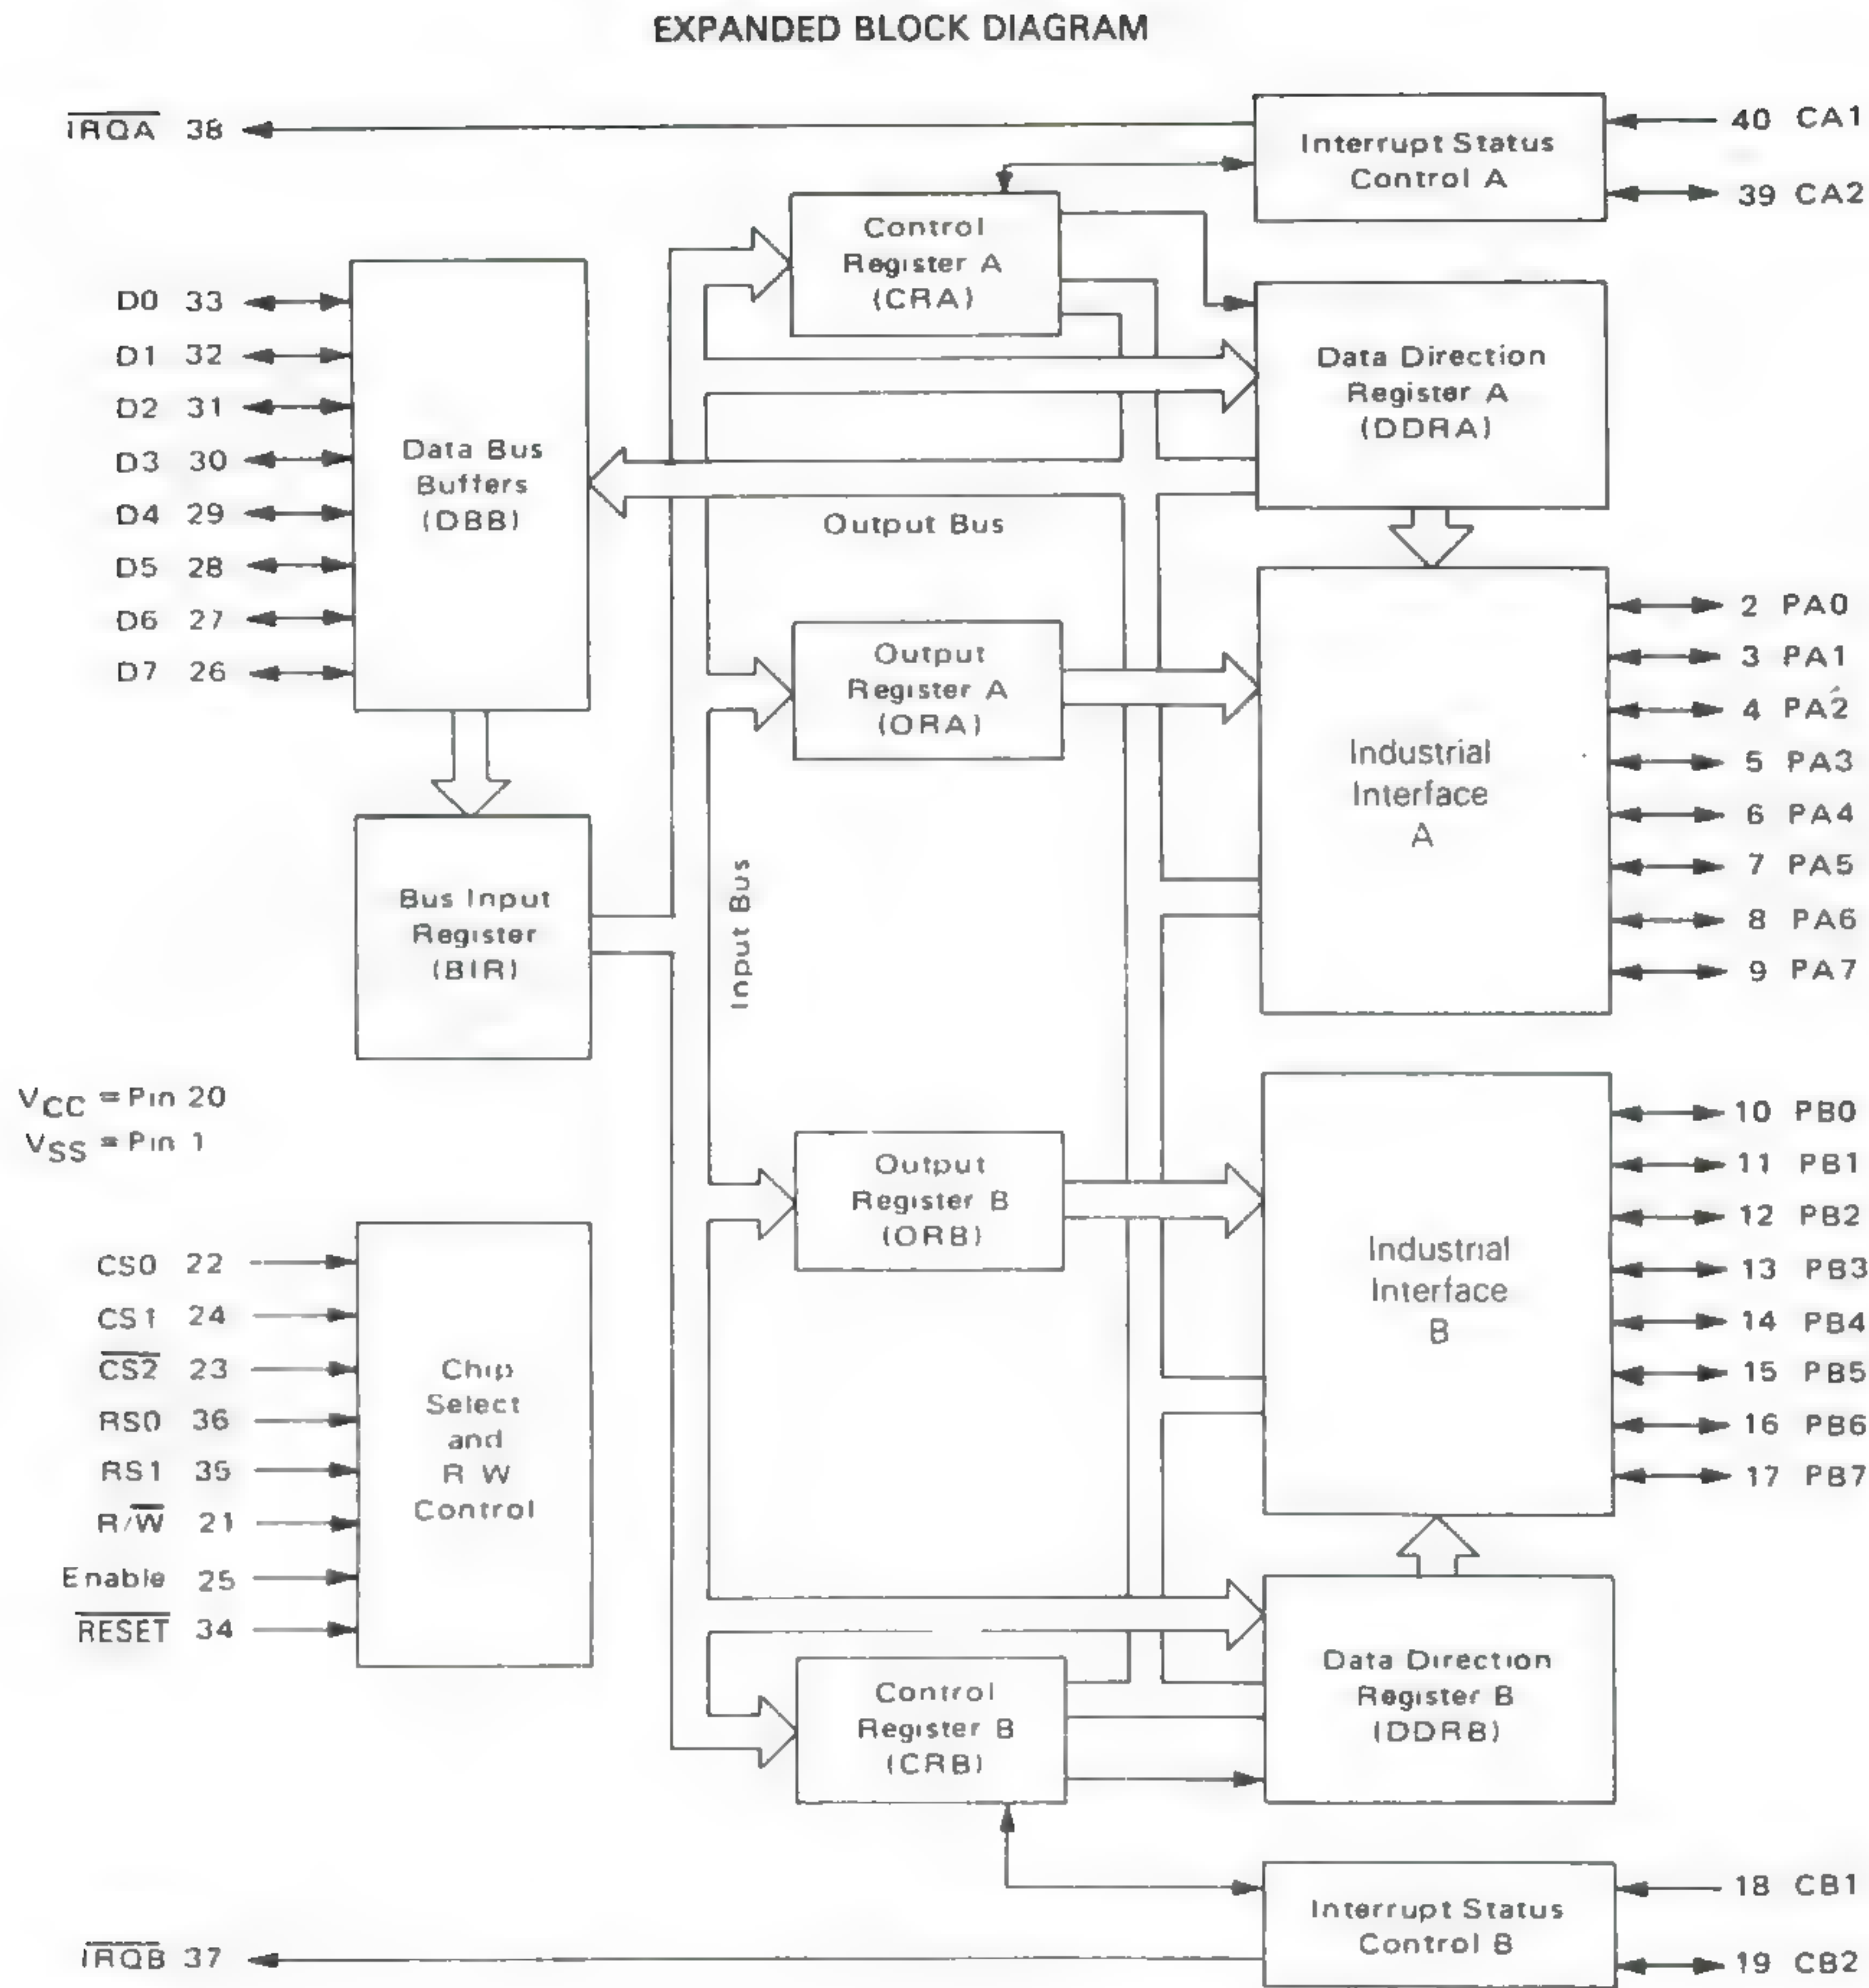 EXPANDED BLOCK DIAGRAM
IRQA 38
Interrupt Status
Control A
40 CA1
39 CA2
Control
Register A
(CRA)
D0 33
D1 32
D2 31
D3 30
D4 29
D5 28
D6 27
D7 26
Data Bus
Buffers
(DBB)
Data Direction
Register A
(DDRA)
Output Bus
Output
Register A
(ORA)
Industrial
Interface
A
2 PA0
3 PA1
4 PA2
5 PA3
6 PA4
7 PA5
8 PA6
9 PA7
Bus Input
Register
(BIR)
Input Bus
VCC = Pin 20
VSS = Pin 1
Output
Register B
(ORB)
Industrial
Interface
B
10 PB0
11 PB1
12 PB2
13 PB3
14 PB4
15 PB5
16 PB6
17 PB7
CS0 22
CS1 24
CS2 23
RS0 36
RS1 35
R/W 21
Enable 25
RESET 34
Chip
Select
and
R W
Control
Control
Register B
(CRB)
Data Direction
Register B
(DDRB)
Interrupt Status
Control B
18 CB1
19 CB2
IRQB 37